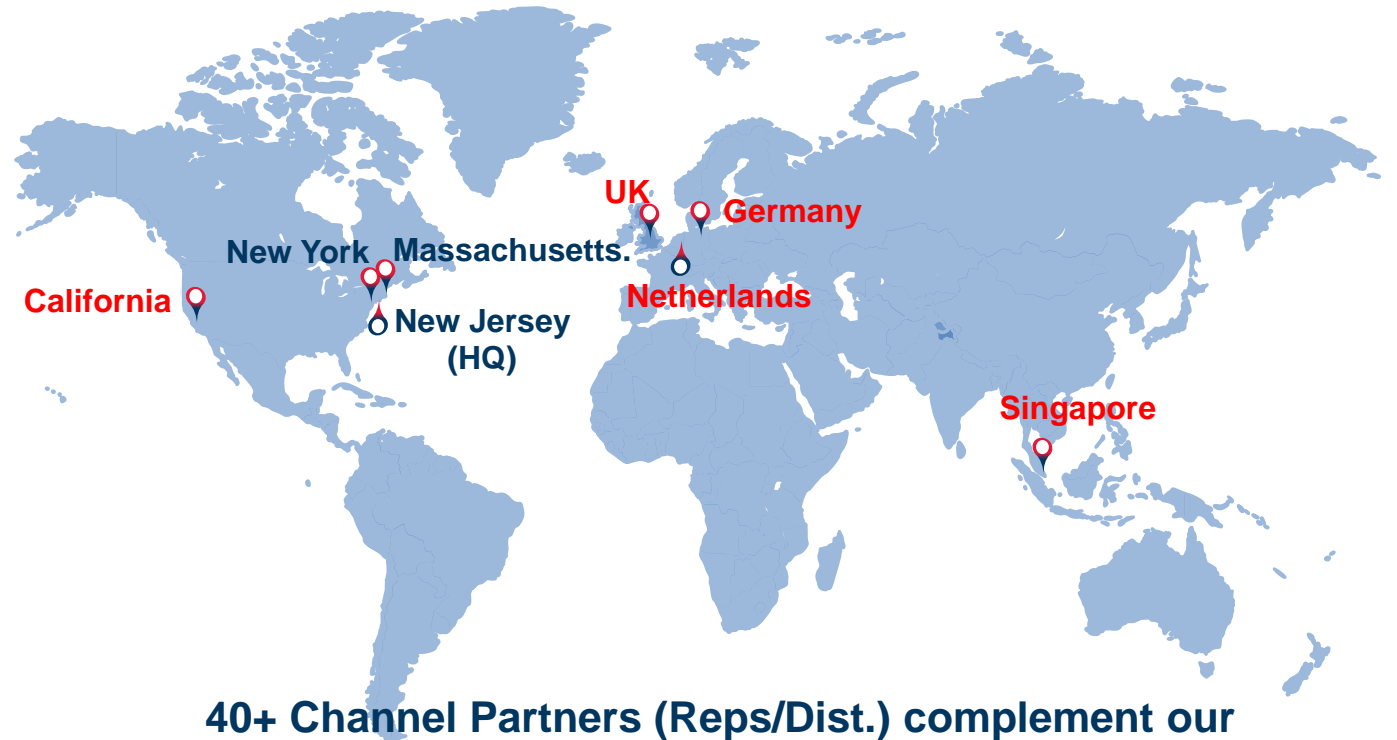 UK
Germany
New York
Massachusetts.
California
Netherlands
New Jersey
(HQ)
Singapore
40+ Channel Partners (Reps/Dist.) complement our